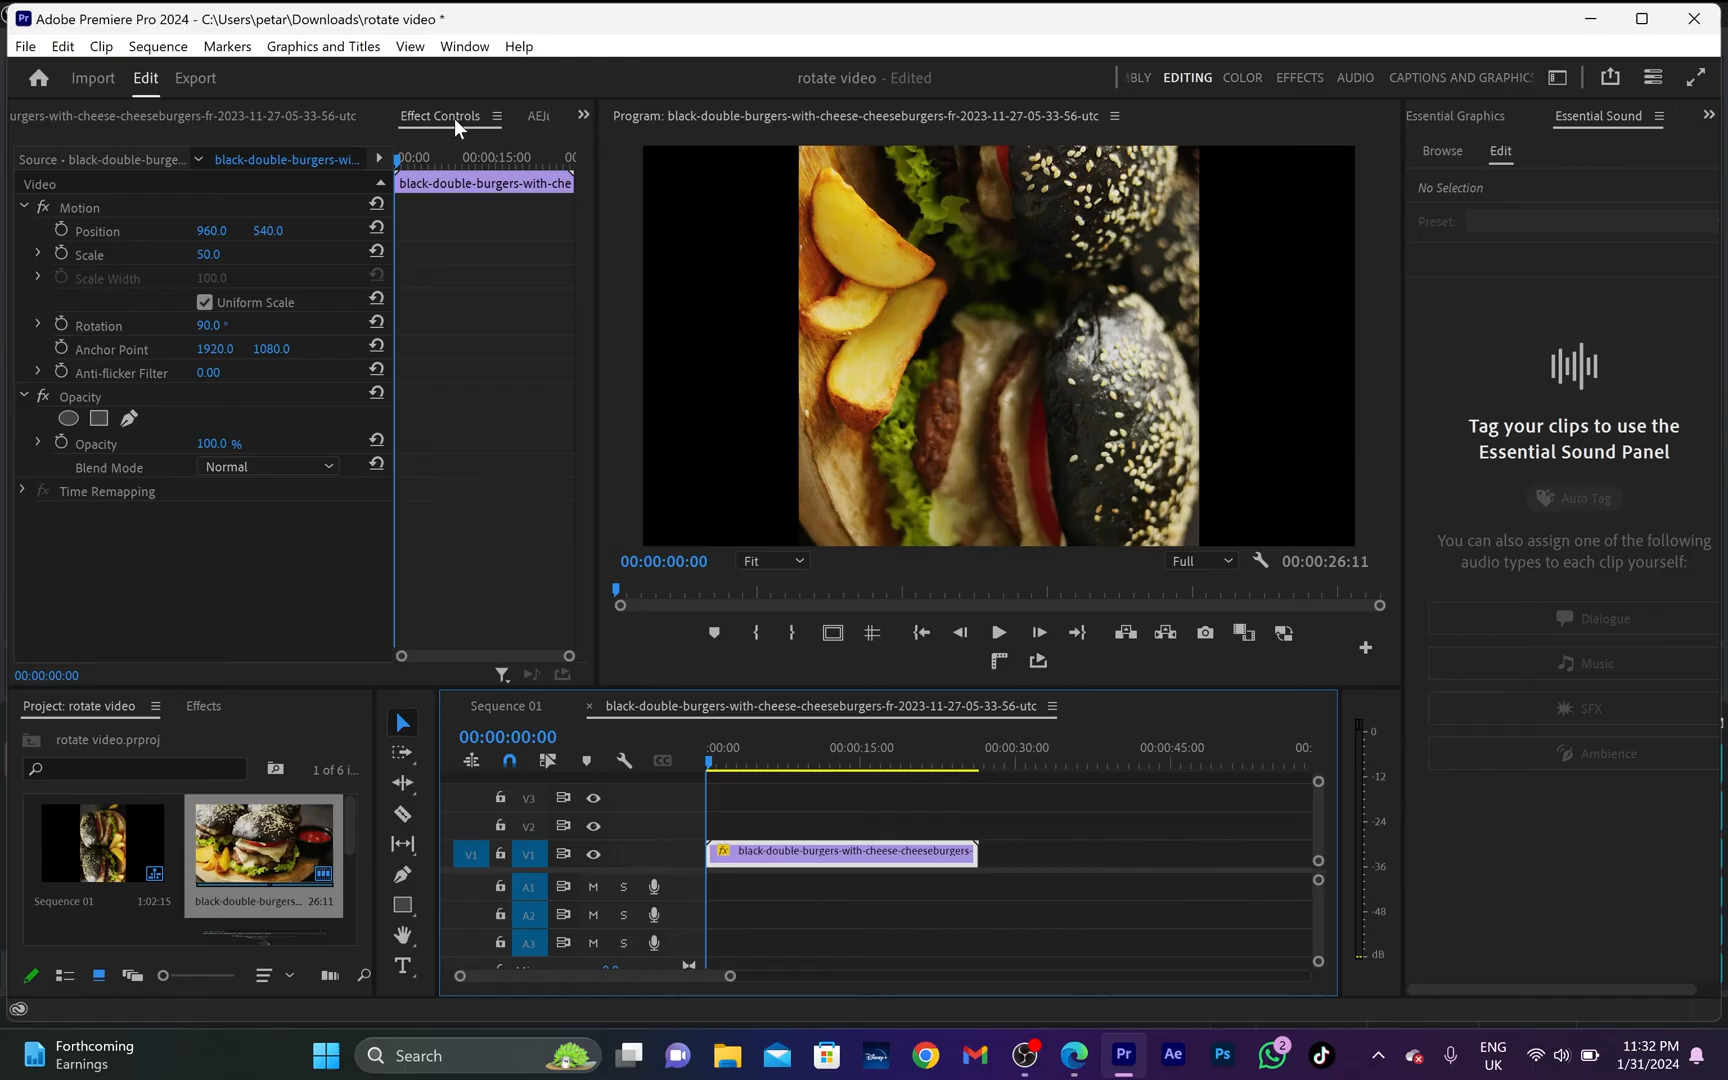 Adobe Premiere Pro 2024 - C:\Users\petar\Downloads\rotate video *
File Edit Clip Sequence Markers Graphics and Titles View Window Help
Import Edit Export
rotate video - Edited
BLY EDITING COLOR EFFECTS AUDIO CAPTIONS AND GRAPHICS
urgers-with-cheese-cheeseburgers-fr-2023-11-27-05-33-56-utc
Effect Controls
Program: black-double-burgers-with-cheese-cheeseburgers-fr-2023-11-27-05-33-56-utc
Essential Graphics
Essential Sound
Browse Edit
Source • black-double-burge...
black-double-burgers-wi...
:00:00 00:00:15:00 00
Video
black-double-burgers-with-che
No Selection
Motion
Preset:
Position 960.0 540.0
Scale 50.0
Scale Width 100.0
Uniform Scale
Rotation 90.0 °
Anchor Point 1920.0 1080.0
Anti-flicker Filter 0.00
Opacity
Opacity 100.0 %
Blend Mode Normal
Time Remapping
Tag your clips to use the
Essential Sound Panel
Auto Tag
You can also assign one of the following
audio types to each clip yourself:
Dialogue
Music
SFX
Ambience
00:00:00:00 Fit Full 00:00:26:11
00:00:00:00
Project: rotate video Effects
rotate video.prproj
1 of 6 i...
Sequence 01 1:02:15
black-double-burgers... 26:11
Sequence 01
× black-double-burgers-with-cheese-cheeseburgers-fr-2023-11-27-05-33-56-utc
00:00:00:00
:00:00 00:00:15:00 00:00:30:00 00:00:45:00 00:
V3
V2
V1 V1 fx black-double-burgers-with-cheese-cheeseburgers-
A1 M S
A2 M S
A3 M S
0
-12
-24
-36
-48
dB
Forthcoming
Earnings
Search
Pr Ae Ps 2
ENG
UK
11:32 PM
1/31/2024